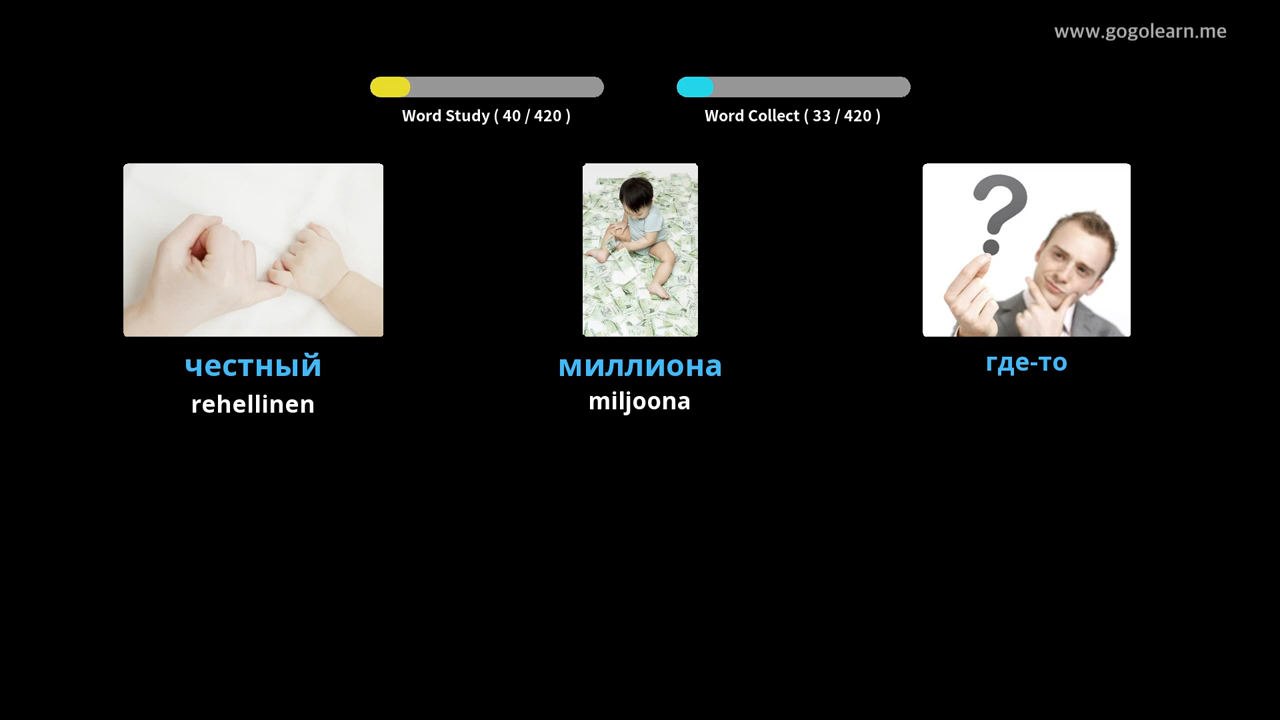 www.gogolearn.me
Word Study ( 40 / 420 )
Word Collect ( 33 / 420 )
честный
миллиона
где-то
rehellinen
miljoona